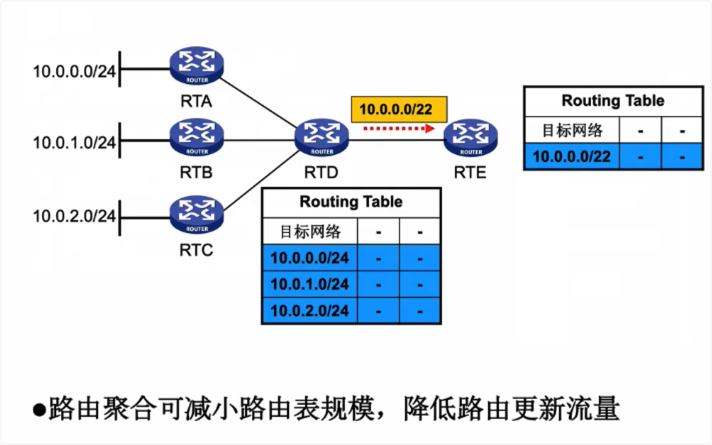 10.0.0.0/24
ROUTER
RTA
10.0.1.0/24
ROUTER
RTB
10.0.2.0/24
ROUTER
RTC
ROUTER
RTD
10.0.0.0/22
ROUTER
RTE
Routing Table
目标网络 - -
10.0.0.0/22 - -
Routing Table
目标网络 - -
10.0.0.0/24 - -
10.0.1.0/24 - -
10.0.2.0/24 - -
●路由聚合可减小路由表规模，降低路由更新流量